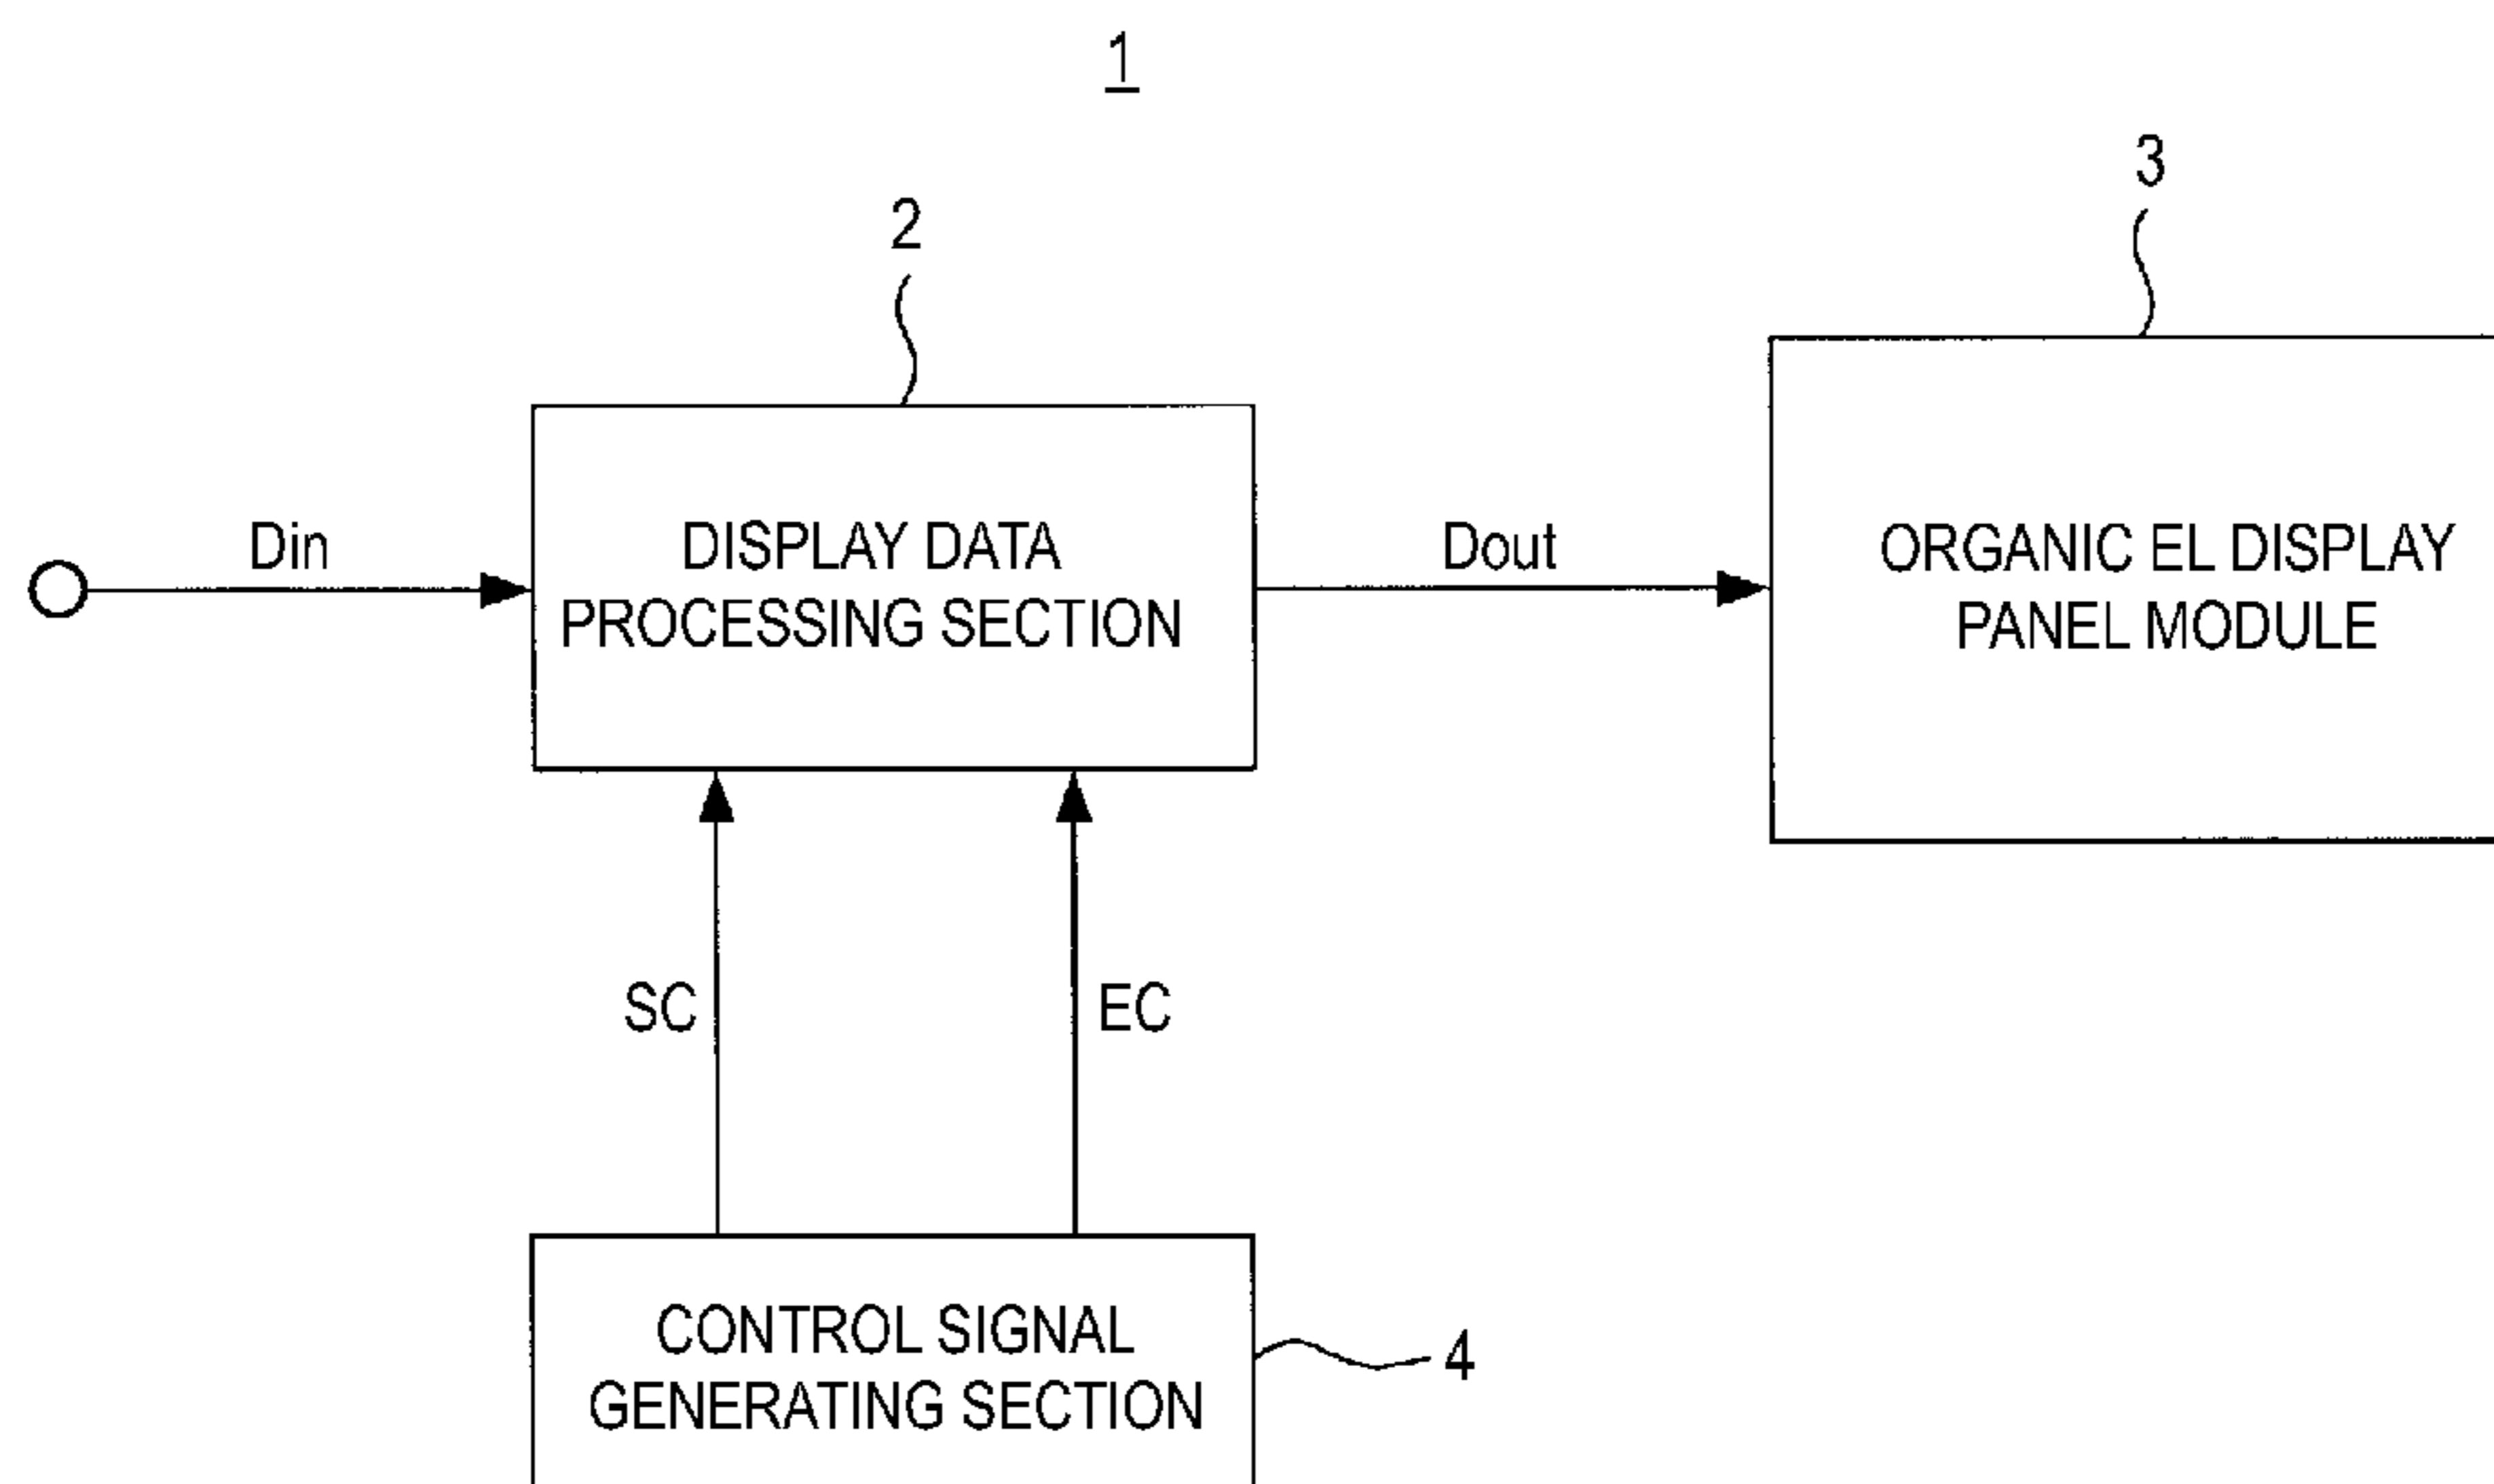 1
2
3
Din
DISPLAY DATA
PROCESSING SECTION
Dout
ORGANIC EL DISPLAY
PANEL MODULE
SC
EC
CONTROL SIGNAL
GENERATING SECTION
4